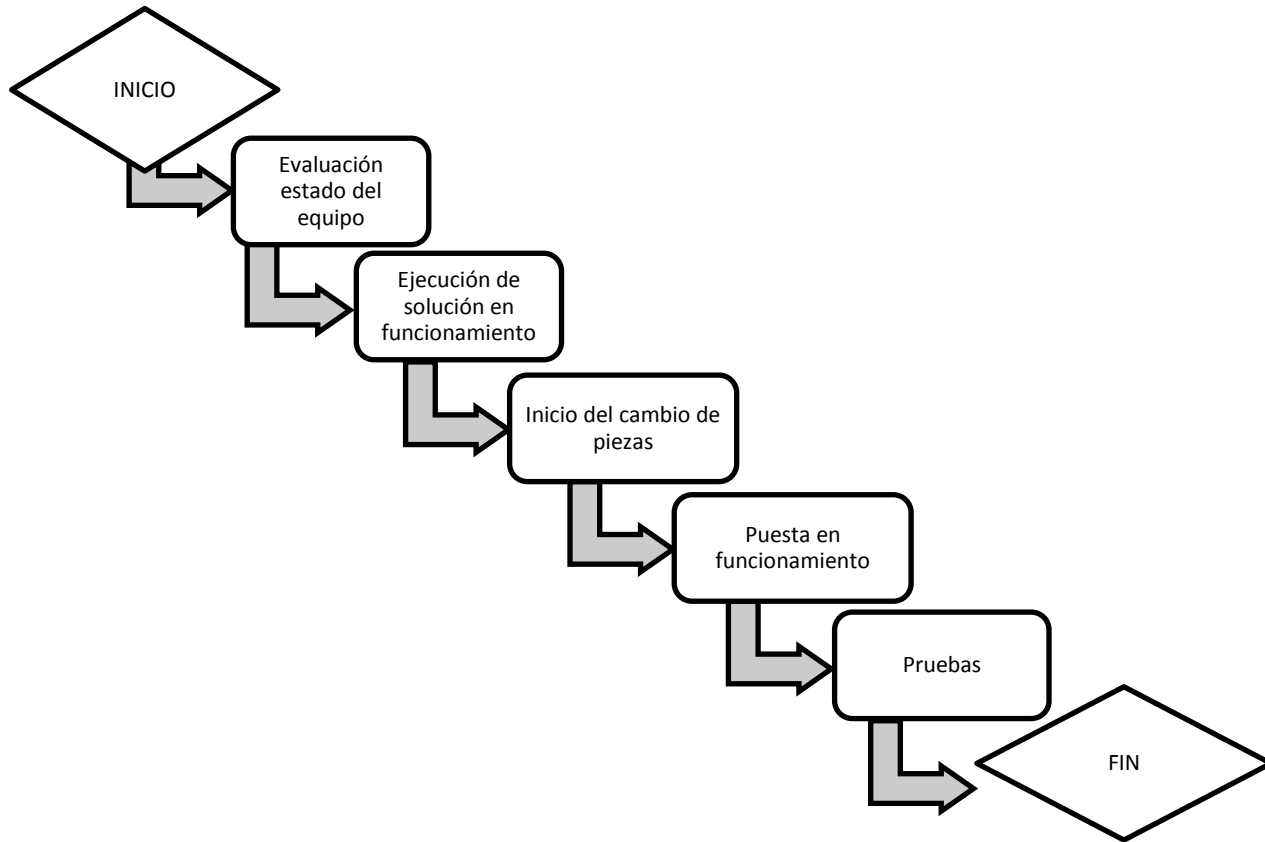 INICIO
Evaluación
estado del
equipo
Ejecución de
solución en
funcionamiento
Inicio del cambio de
piezas
Puesta en
funcionamiento
Pruebas
FIN